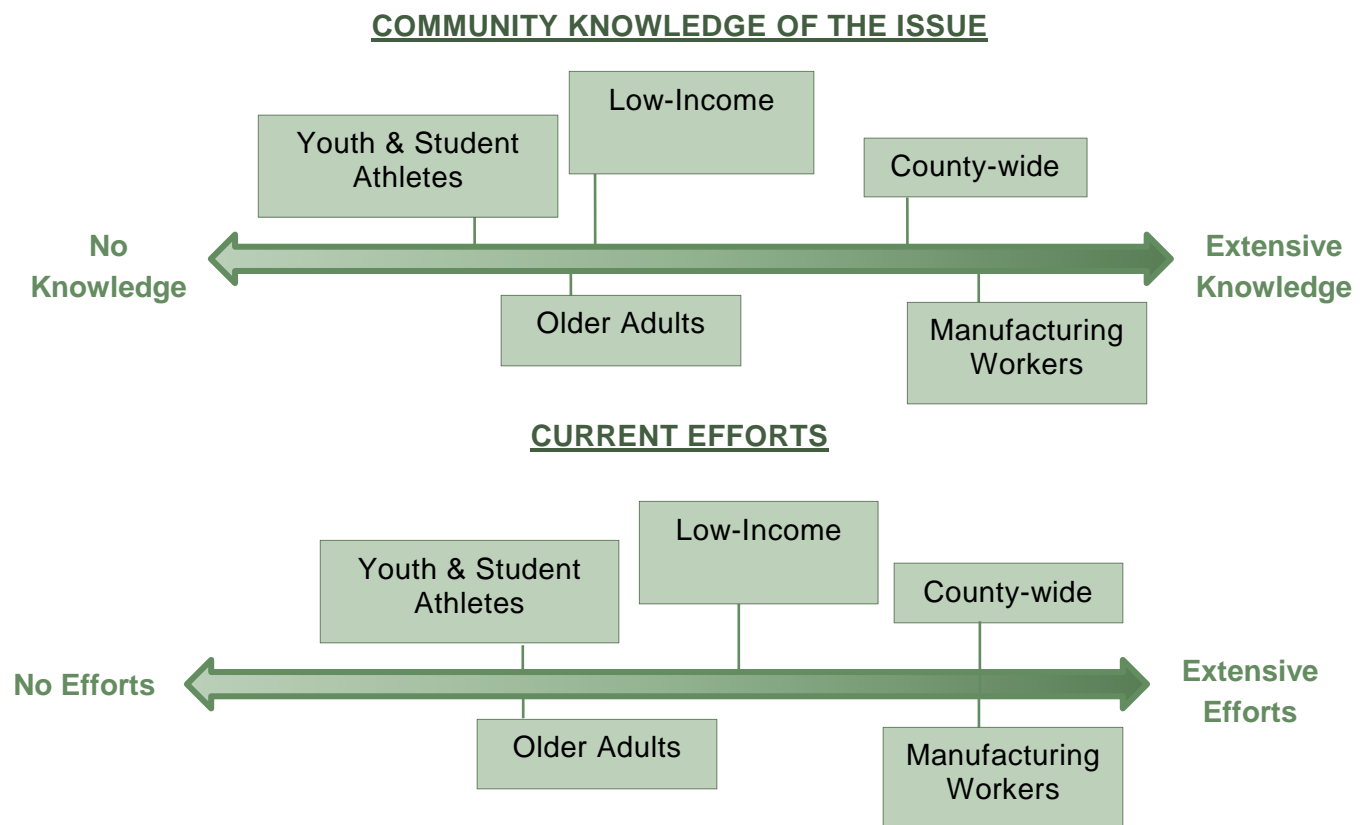 COMMUNITY KNOWLEDGE OF THE ISSUE
Low-Income
Youth & Student
Athletes
County-wide
No
Knowledge
Extensive
Knowledge
Older Adults
Manufacturing
Workers
CURRENT EFFORTS
Low-Income
Youth & Student
Athletes
County-wide
No Efforts
Extensive
Efforts
Older Adults
Manufacturing
Workers